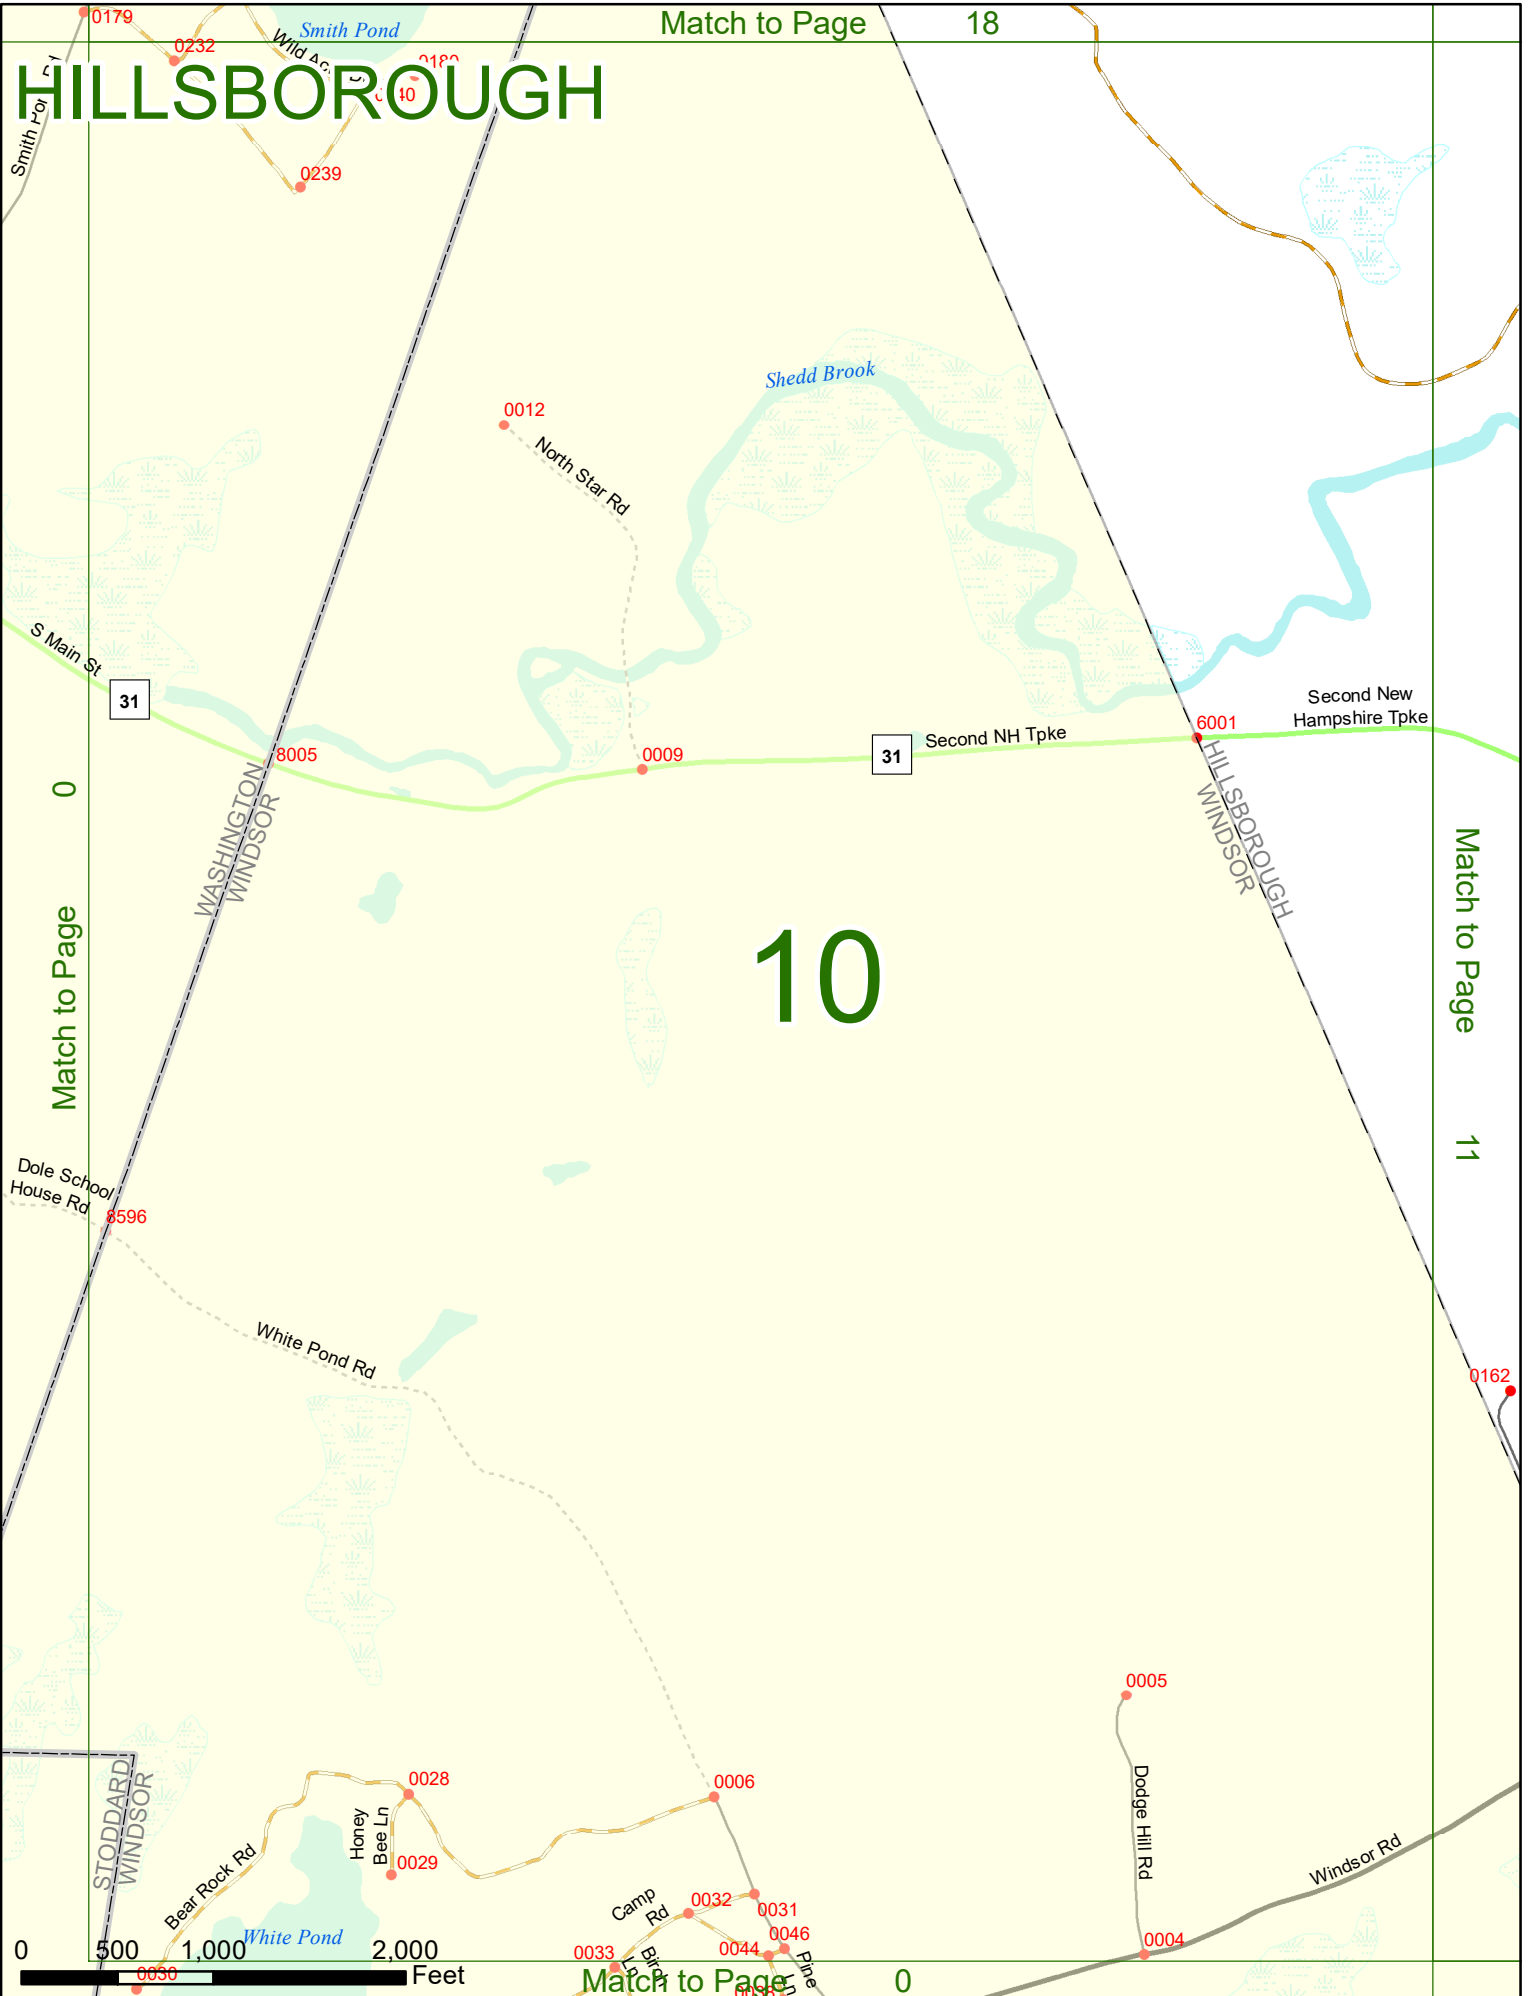 Match to Page 18
0179
Smith Pond
0232
HILLSBOROUGH
0239
Shedd Brook
0012
North Star Rd
S Main St
31
8005
0009
31
Second NH Tpke
6001
Second New
Hampshire Tpke
WASHINGTON
WINDSOR
HILLSBOROUGH
WINDSOR
Match to Page 0
Match to Page 11
10
Dole School
House Rd
8596
White Pond Rd
0162
0005
Dodge Hill Rd
Windsor Rd
0004
STODDARD
WINDSOR
0028
Honey
Bee Ln
0029
0006
Bear Rock Rd
White Pond
Camp
Rd
0032
0031
0046
0044
0033
Birch
Ln
Pine
Ln
0 500 1,000 2,000
Feet
0030
Match to Page 0